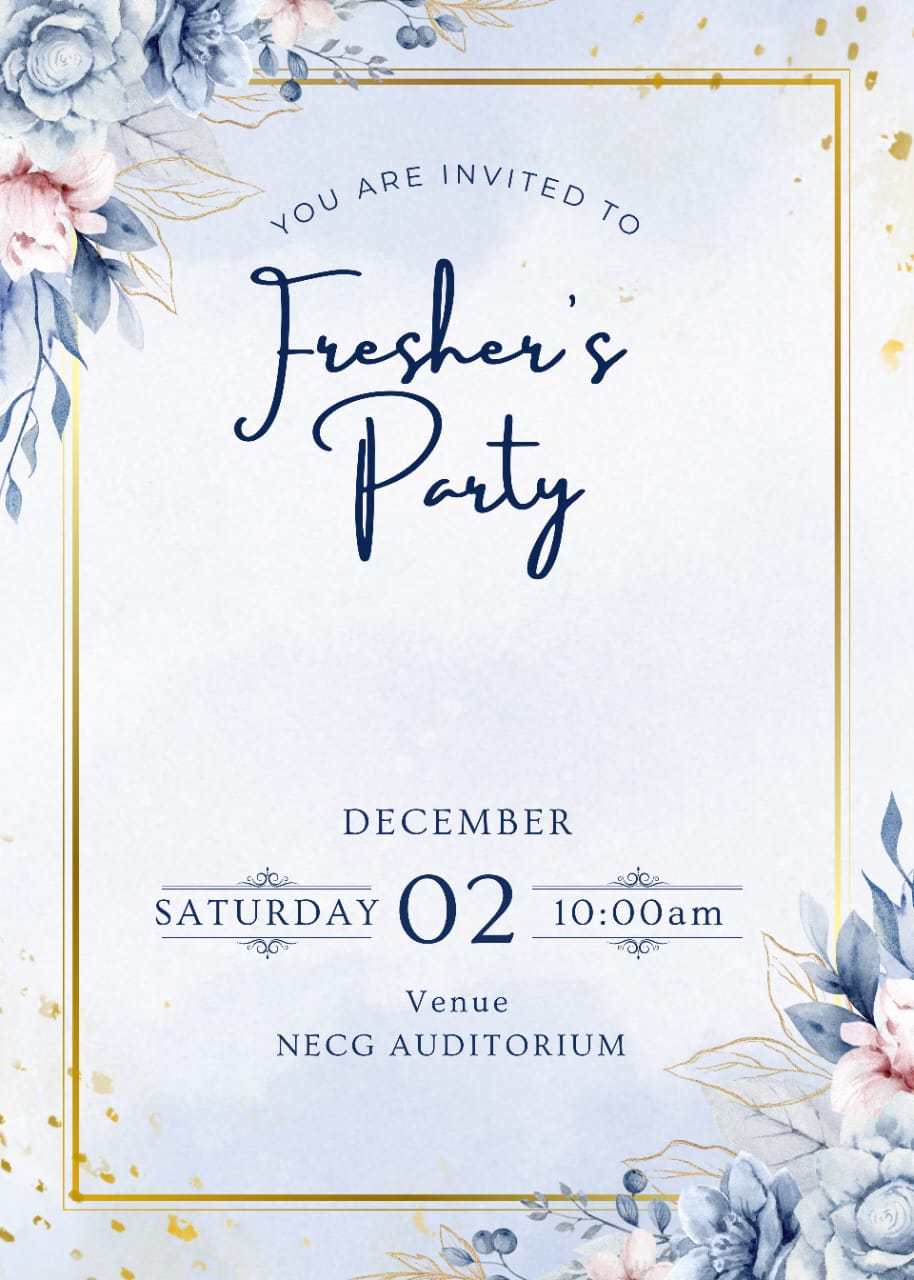 YOU ARE INVITED TO
Fresher's
Party
DECEMBER
SATURDAY 02 10:00am
Venue
NECG AUDITORIUM